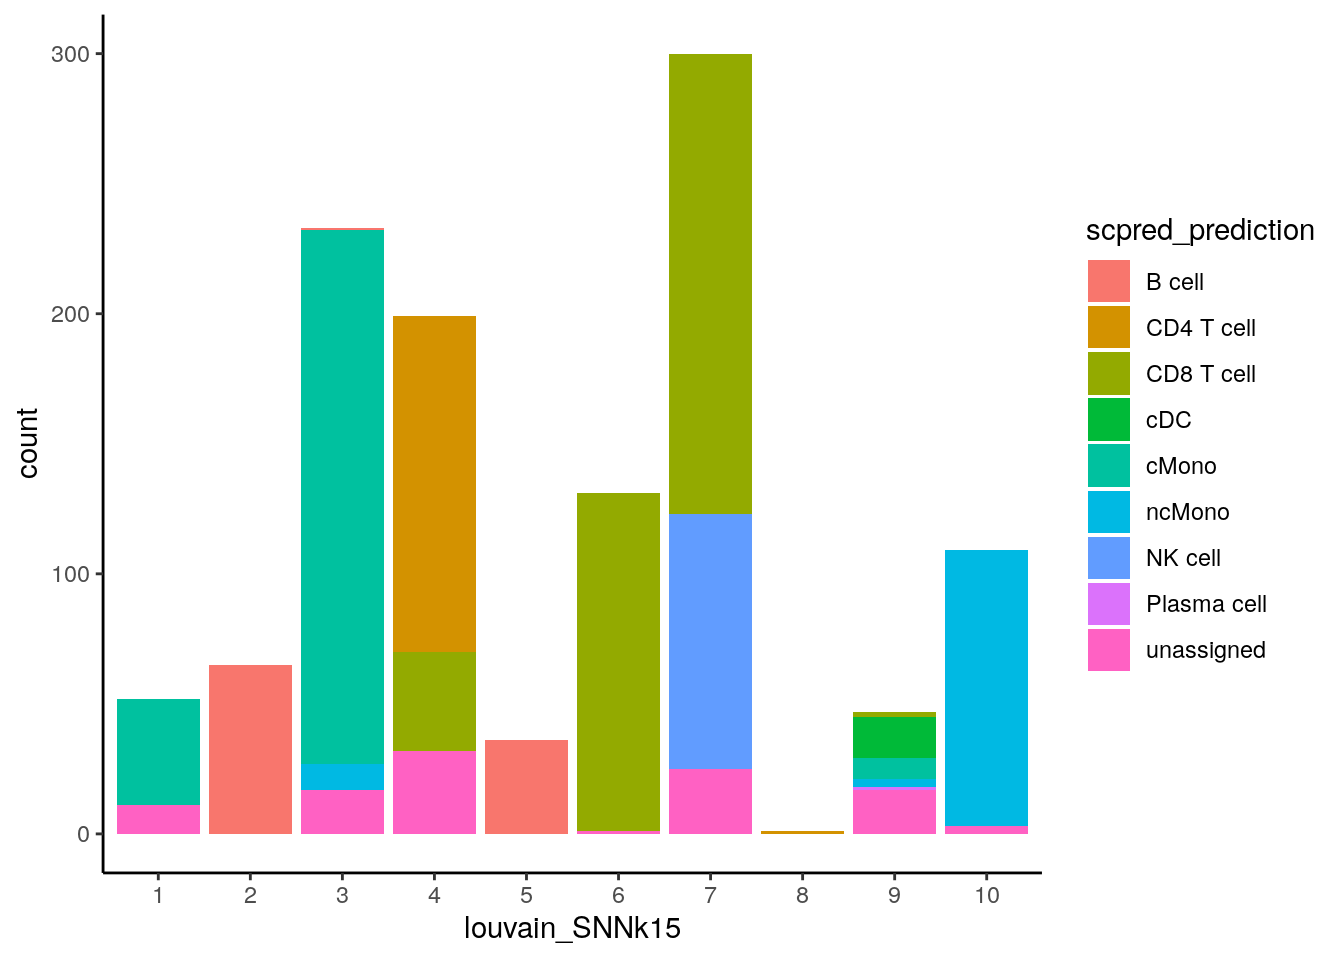 300
200
100
0
count
1 2 3 4 5 6 7 8 9 10
louvain_SNNk15
scpred_prediction
B cell
CD4 T cell
CD8 T cell
cDC
cMono
ncMono
NK cell
Plasma cell
unassigned